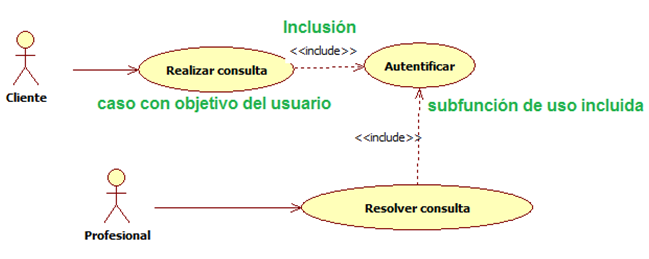 Inclusión
<<include>>
Realizar consulta
Autentificar
Cliente
caso con objetivo del usuario
subfunción de uso incluida
<<include>>
Resolver consulta
Profesional